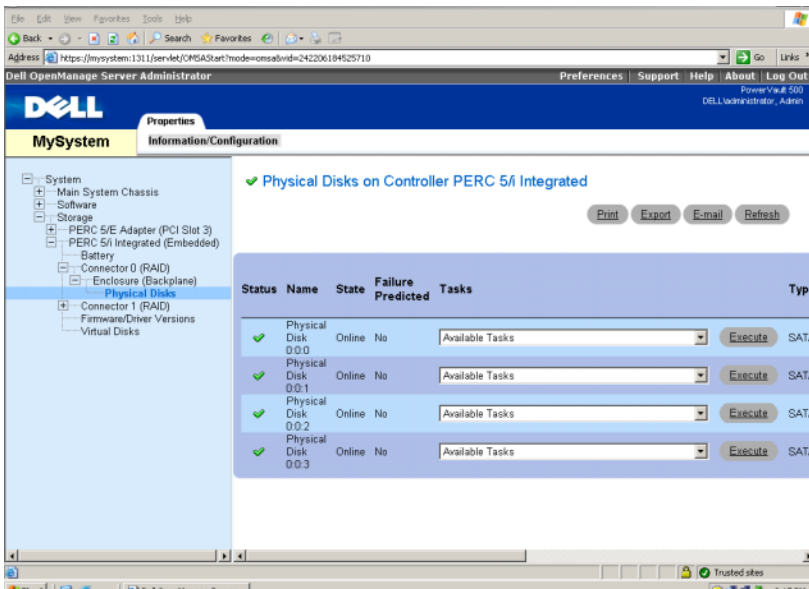 File Edit View Favorites Tools Help
Back Search Favorites
Address https://mysystem:1311/servlet/OMSAStart?mode=omsa&vid=242206184525710 Go Links »
Dell OpenManage Server Administrator Preferences Support Help About Log Out
PowerVault 500
DELL\administrator, Admin
DELL
Properties
MySystem Information/Configuration
System
Main System Chassis
Software
Storage
PERC 5/E Adapter (PCI Slot 3)
PERC 5/i Integrated (Embedded)
Battery
Connector 0 (RAID)
Enclosure (Backplane)
Physical Disks
Connector 1 (RAID)
Firmware/Driver Versions
Virtual Disks
Physical Disks on Controller PERC 5/i Integrated
Print Export E-mail Refresh
Status Name State Failure Predicted Tasks Typ
Physical Disk 0:0:0 Online No Available Tasks Execute SAT
Physical Disk 0:0:1 Online No Available Tasks Execute SAT
Physical Disk 0:0:2 Online No Available Tasks Execute SAT
Physical Disk 0:0:3 Online No Available Tasks Execute SAT
Trusted sites